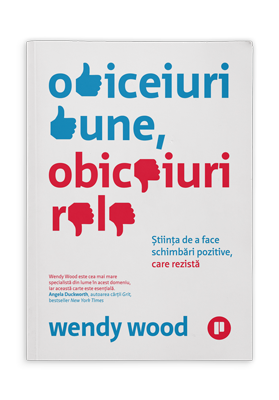 obiceiuri
bune,
obiceiuri
rele
Știința de a face
schimbări pozitive,
care rezistă
Wendy Wood este cea mai mare
specialistă din lume în acest domeniu,
iar această carte este esențială.
Angela Duckworth, autoarea cărții Grit,
bestseller New York Times
wendy wood